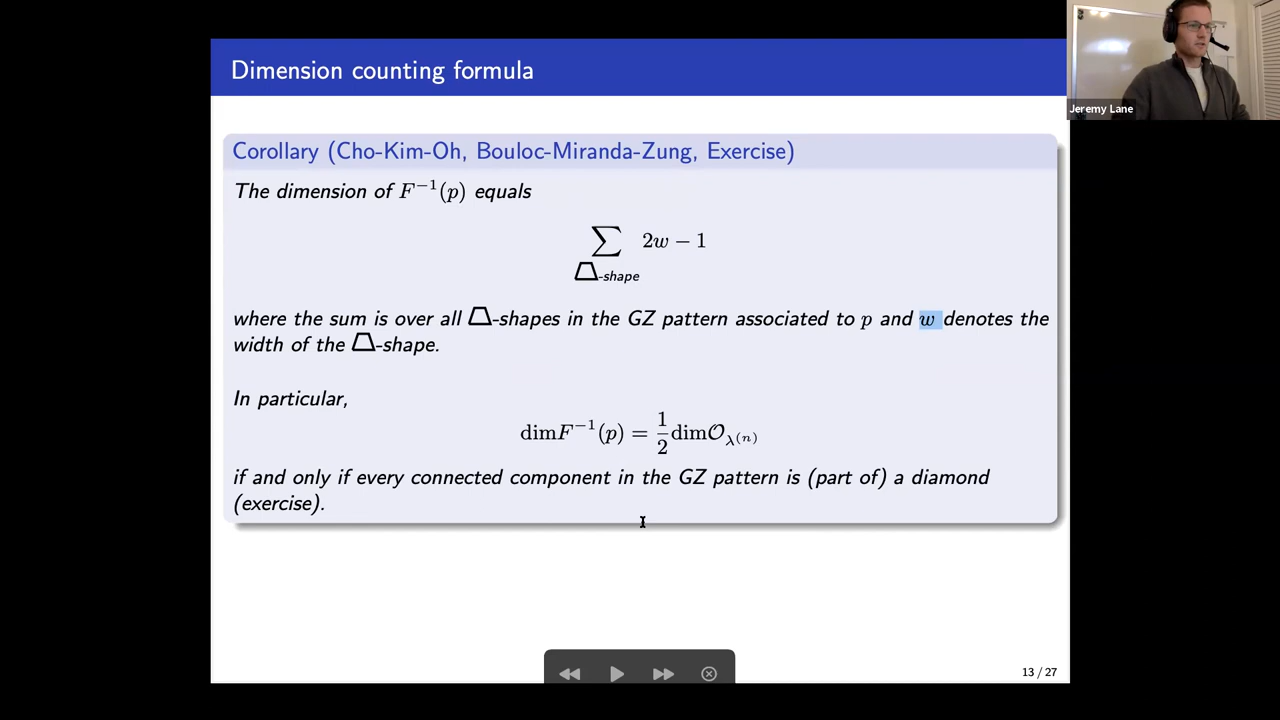 Dimension counting formula
Jeremy Lane
Corollary (Cho-Kim-Oh, Bouloc-Miranda-Zung, Exercise)
The dimension of F⁻¹(p) equals
∑ 2w − 1
⏢-shape
where the sum is over all ⏢-shapes in the GZ pattern associated to p and w denotes the
width of the ⏢-shape.
In particular,
dimF⁻¹(p) = 1/2 dim𝒪_λ⁽ⁿ⁾
if and only if every connected component in the GZ pattern is (part of) a diamond
(exercise).
13 / 27